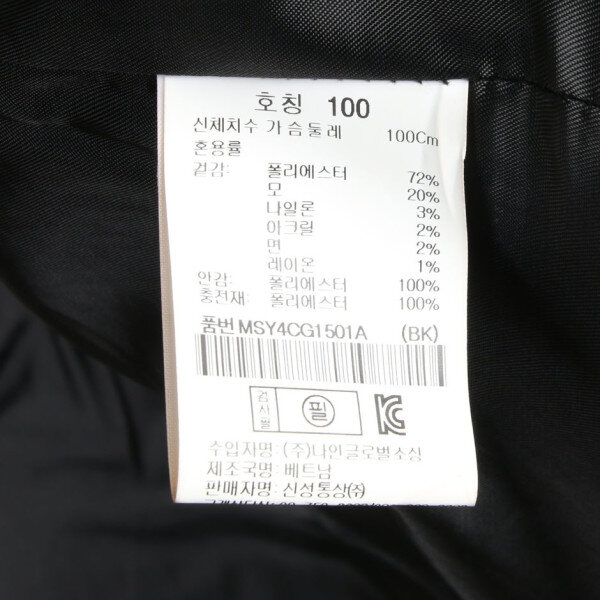 호칭 100
신체치수 가슴둘레 100Cm
혼용률
겉감: 폴리에스터 72%
모 20%
나일론 3%
아크릴 2%
면 2%
레이온 1%
안감: 폴리에스터 100%
충전재: 폴리에스터 100%
품번 MSY4CG1501A (BK)
검사필 필
수입자명: (주)나인글로벌소싱
제조국명: 베트남
판매자명: 신성통상㈜